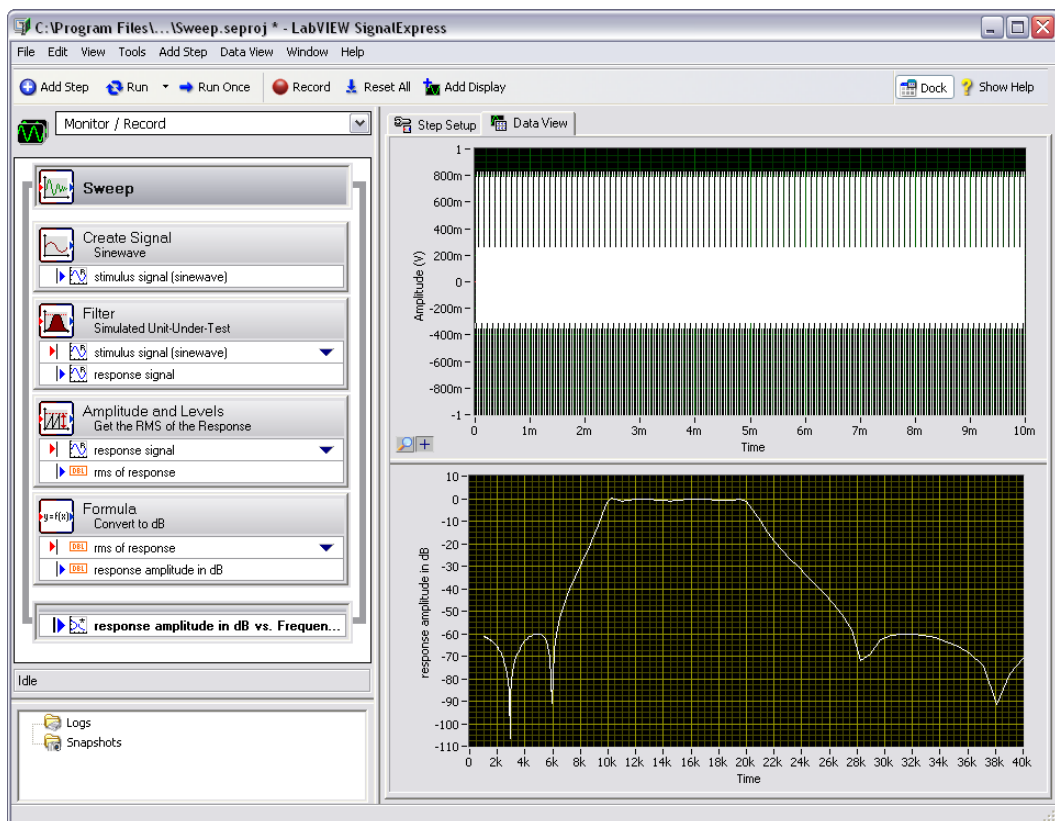 C:\Program Files\...\Sweep.seproj * - LabVIEW SignalExpress
File Edit View Tools Add Step Data View Window Help
Add Step Run Run Once Record Reset All Add Display Dock Show Help
Monitor / Record
Sweep
Create Signal
Sinewave
stimulus signal (sinewave)
Filter
Simulated Unit-Under-Test
stimulus signal (sinewave)
response signal
Amplitude and Levels
Get the RMS of the Response
response signal
DBL rms of response
y=f(x) Formula
Convert to dB
DBL rms of response
DBL response amplitude in dB
response amplitude in dB vs. Frequen...
Idle
Logs
Snapshots
Step Setup Data View
Amplitude (V)
1
800m
600m
400m
200m
0
-200m
-400m
-600m
-800m
-1
0 1m 2m 3m 4m 5m 6m 7m 8m 9m 10m
Time
response amplitude in dB
10
0
-10
-20
-30
-40
-50
-60
-70
-80
-90
-100
-110
0 2k 4k 6k 8k 10k 12k 14k 16k 18k 20k 22k 24k 26k 28k 30k 32k 34k 36k 38k 40k
Time